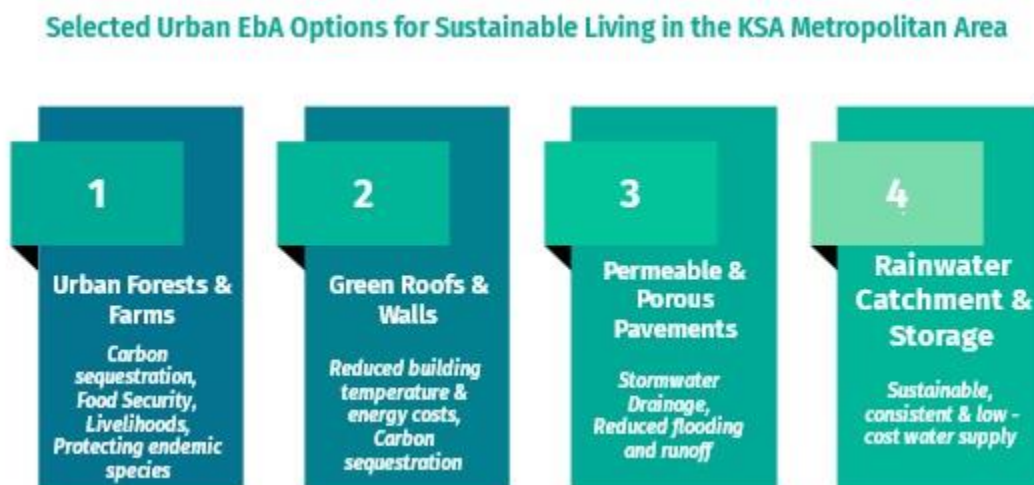 Selected Urban EbA Options for Sustainable Living in the KSA Metropolitan Area
1
Urban Forests &
Farms
Carbon
sequestration,
Food Security,
Livelihoods,
Protecting endemic
species
2
Green Roofs &
Walls
Reduced building
temperature &
energy costs,
Carbon
sequestration
3
Permeable &
Porous
Pavements
Stormwater
Drainage,
Reduced flooding
and runoff
4
Rainwater
Catchment &
Storage
Sustainable,
consistent & low -
cost water supply